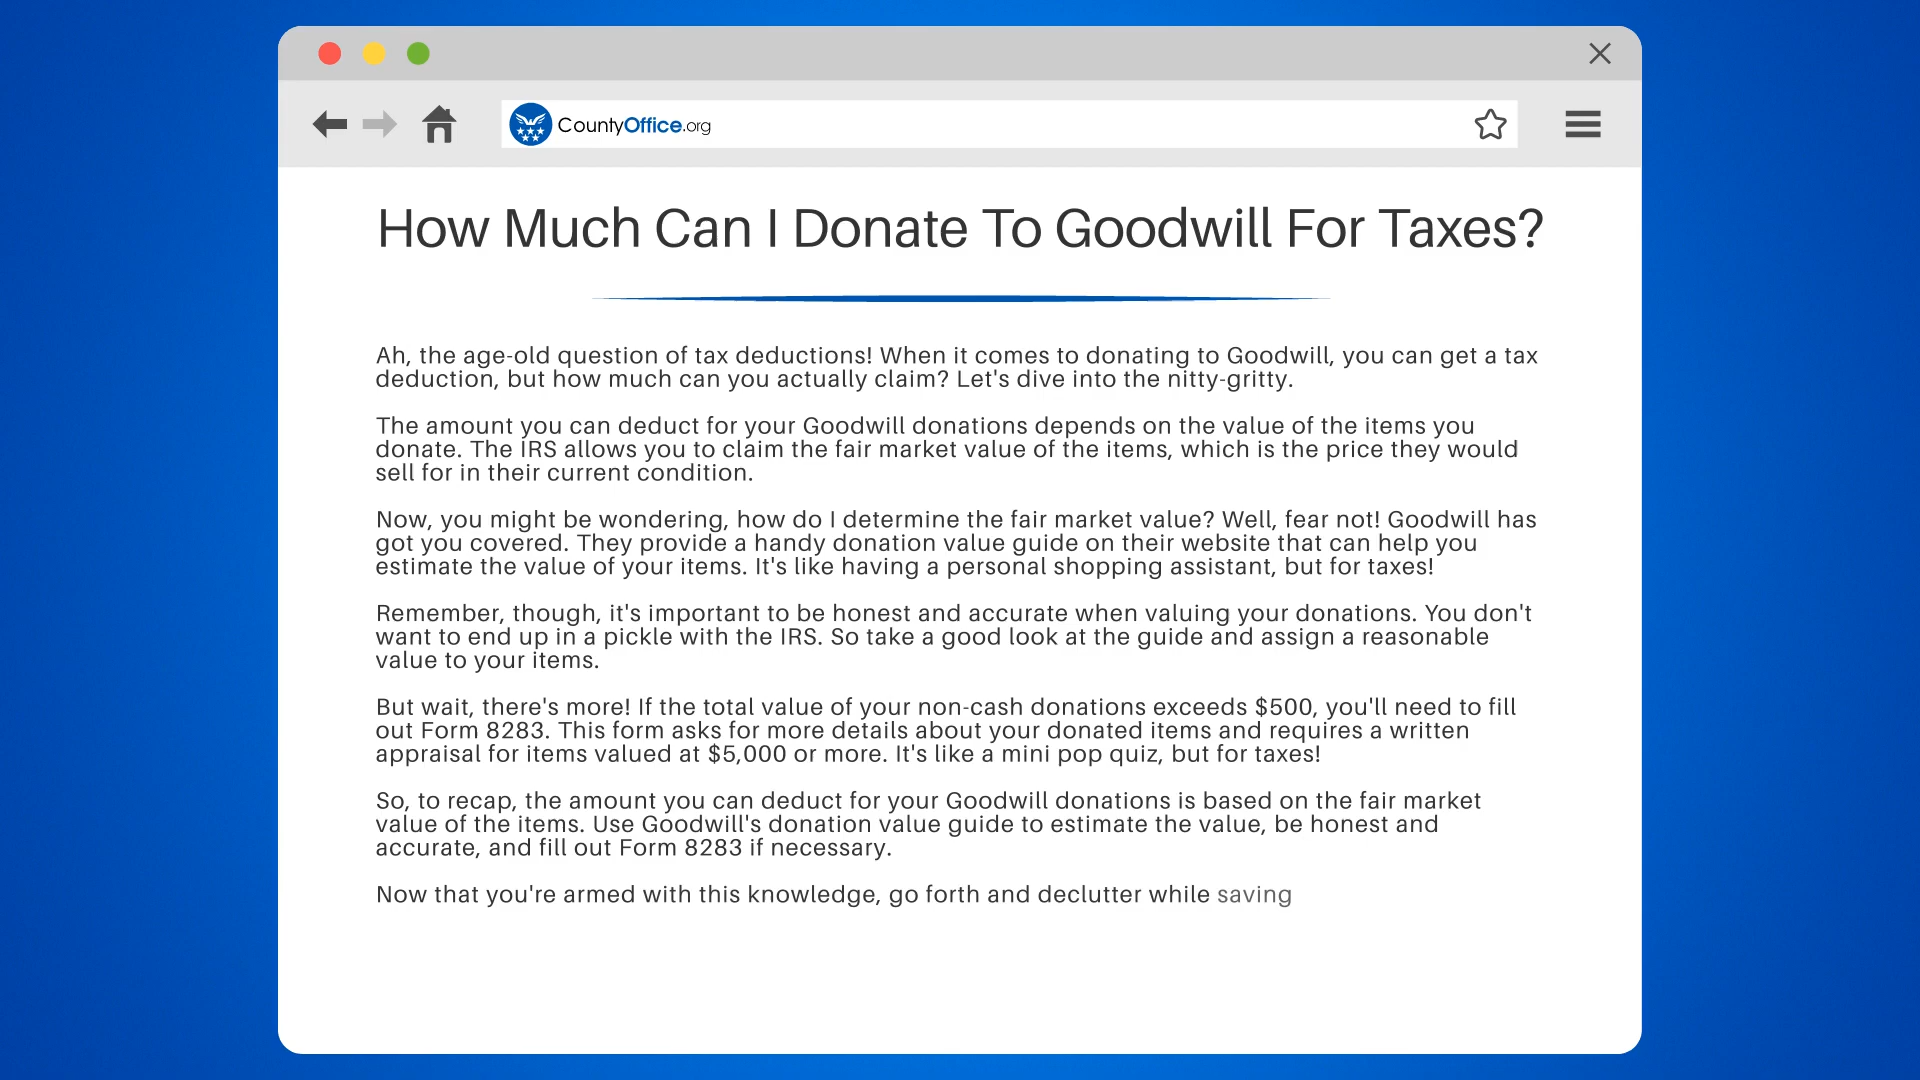 CountyOffice.org
How Much Can I Donate To Goodwill For Taxes?
Ah, the age-old question of tax deductions! When it comes to donating to Goodwill, you can get a tax
deduction, but how much can you actually claim? Let's dive into the nitty-gritty.
The amount you can deduct for your Goodwill donations depends on the value of the items you
donate. The IRS allows you to claim the fair market value of the items, which is the price they would
sell for in their current condition.
Now, you might be wondering, how do I determine the fair market value? Well, fear not! Goodwill has
got you covered. They provide a handy donation value guide on their website that can help you
estimate the value of your items. It's like having a personal shopping assistant, but for taxes!
Remember, though, it's important to be honest and accurate when valuing your donations. You don't
want to end up in a pickle with the IRS. So take a good look at the guide and assign a reasonable
value to your items.
But wait, there's more! If the total value of your non-cash donations exceeds $500, you'll need to fill
out Form 8283. This form asks for more details about your donated items and requires a written
appraisal for items valued at $5,000 or more. It's like a mini pop quiz, but for taxes!
So, to recap, the amount you can deduct for your Goodwill donations is based on the fair market
value of the items. Use Goodwill's donation value guide to estimate the value, be honest and
accurate, and fill out Form 8283 if necessary.
Now that you're armed with this knowledge, go forth and declutter while saving